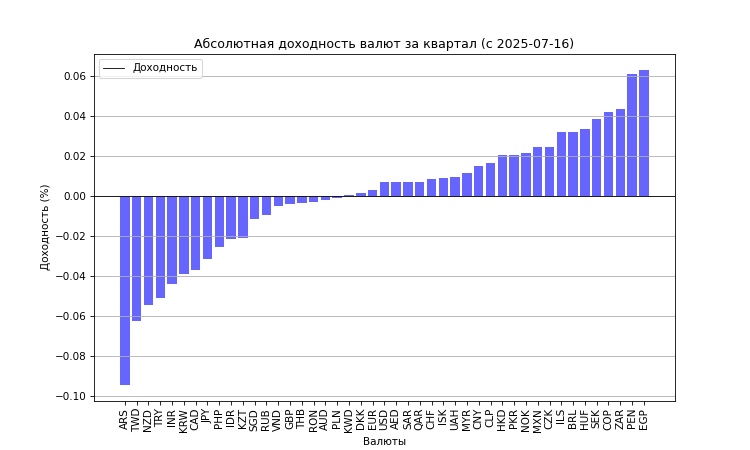 Абсолютная доходность валют за квартал (с 2025-07-16)
Доходность
0.06
0.04
0.02
0.00
−0.02
−0.04
−0.06
−0.08
−0.10
Доходность (%)
ARS TWD NZD TRY INR KRW CAD JPY PHP IDR KZT SGD RUB VND GBP THB RON AUD PLN KWD DKK EUR USD AED SAR QAR CHF ISK UAH MYR CNY CLP HKD PKR NOK MXN CZK ILS BRL HUF SEK COP ZAR PEN EGP
Валюты